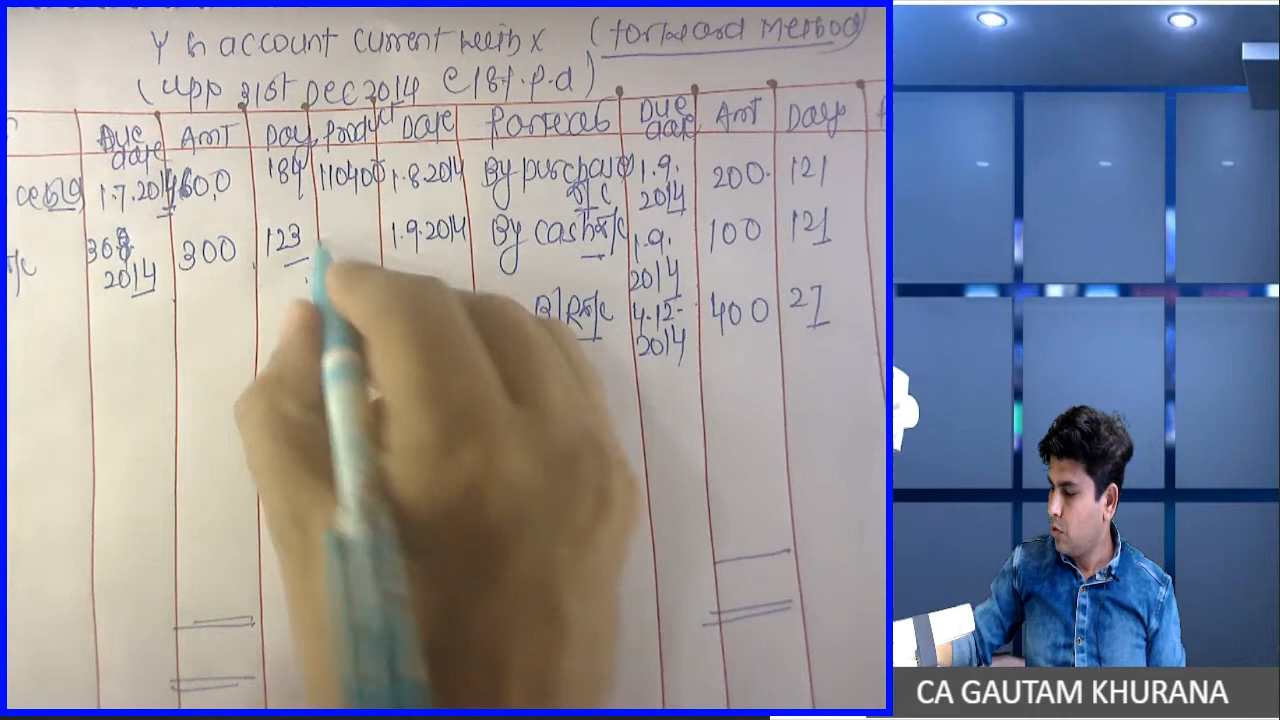 Y in account current with X (forward Method)
(upp 31st Dec 2014 @ 18% p.a)
Due date Amt Days Product Date Particulars Due date Amt Days
1.7.2014 600 184 110400 1.8.2014 By purchase A/c 1.9.2014 200 121
A/c 30.8.2014 300 123 1.9.2014 By cash A/c 1.9.2014 100 121
B/R A/c 4.12.2014 400 27
CA GAUTAM KHURANA